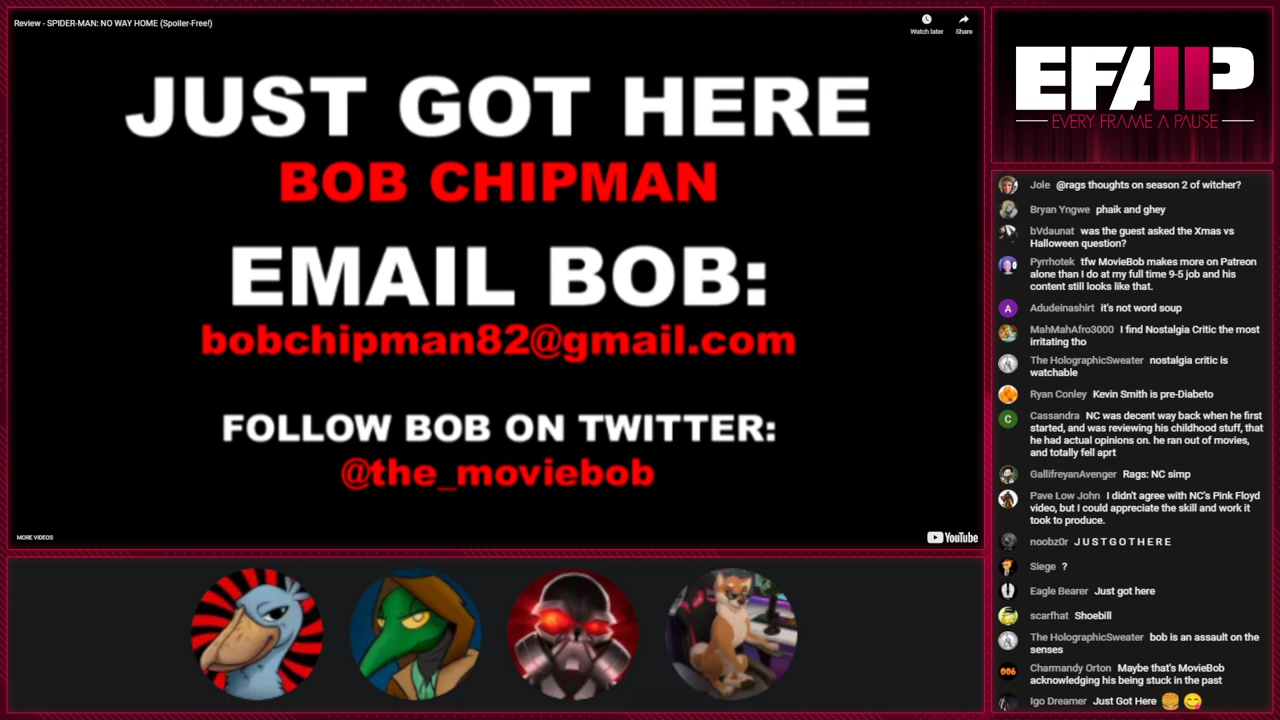 Review - SPIDER-MAN: NO WAY HOME (Spoiler-Free!)
Watch later
Share
JUST GOT HERE
BOB CHIPMAN
EMAIL BOB:
bobchipman82@gmail.com
FOLLOW BOB ON TWITTER:
@the_moviebob
MORE VIDEOS
YouTube
EFAP
EVERY FRAME A PAUSE
Jole @rags thoughts on season 2 of witcher?
Bryan Yngwe phaik and ghey
bVdaunat was the guest asked the Xmas vs
Halloween question?
Pyrrhotek tfw MovieBob makes more on Patreon
alone than I do at my full time 9-5 job and his
content still looks like that.
A
Adudeinashirt it's not word soup
MahMahAfro3000 I find Nostalgia Critic the most
irritating tho
The HolographicSweater nostalgia critic is
watchable
Ryan Conley Kevin Smith is pre-Diabeto
C
Cassandra NC was decent way back when he first
started, and was reviewing his childhood stuff, that
he had actual opinions on. he ran out of movies,
and totally fell aprt
GallifreyanAvenger Rags: NC simp
Pave Low John I didn't agree with NC's Pink Floyd
video, but I could appreciate the skill and work it
took to produce.
noobz0r J U S T G O T H E R E
Siege ?
Eagle Bearer Just got here
scarfhat Shoebill
The HolographicSweater bob is an assault on the
senses
006
Charmandy Orton Maybe that's MovieBob
acknowledging his being stuck in the past
Igo Dreamer Just Got Here 🍔 😋